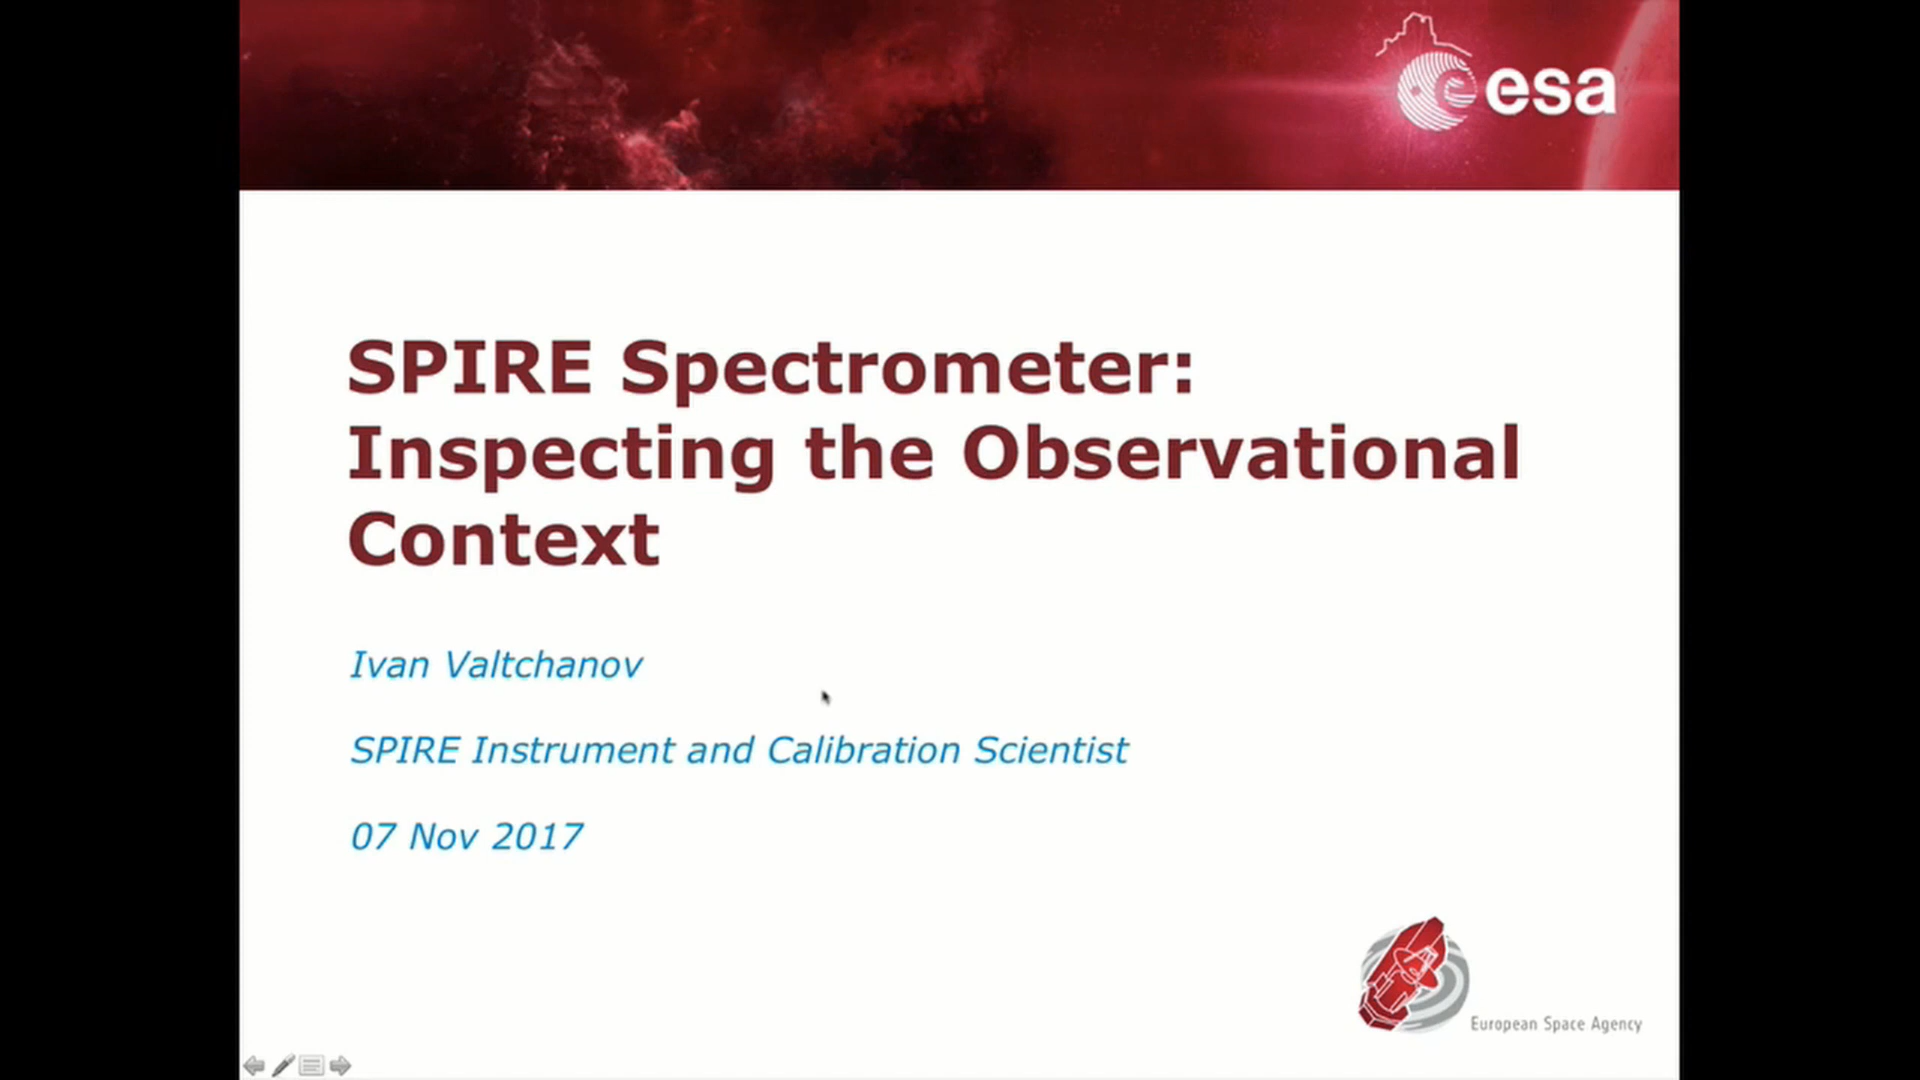 esa
SPIRE Spectrometer:
Inspecting the Observational
Context
Ivan Valtchanov
SPIRE Instrument and Calibration Scientist
07 Nov 2017
European Space Agency